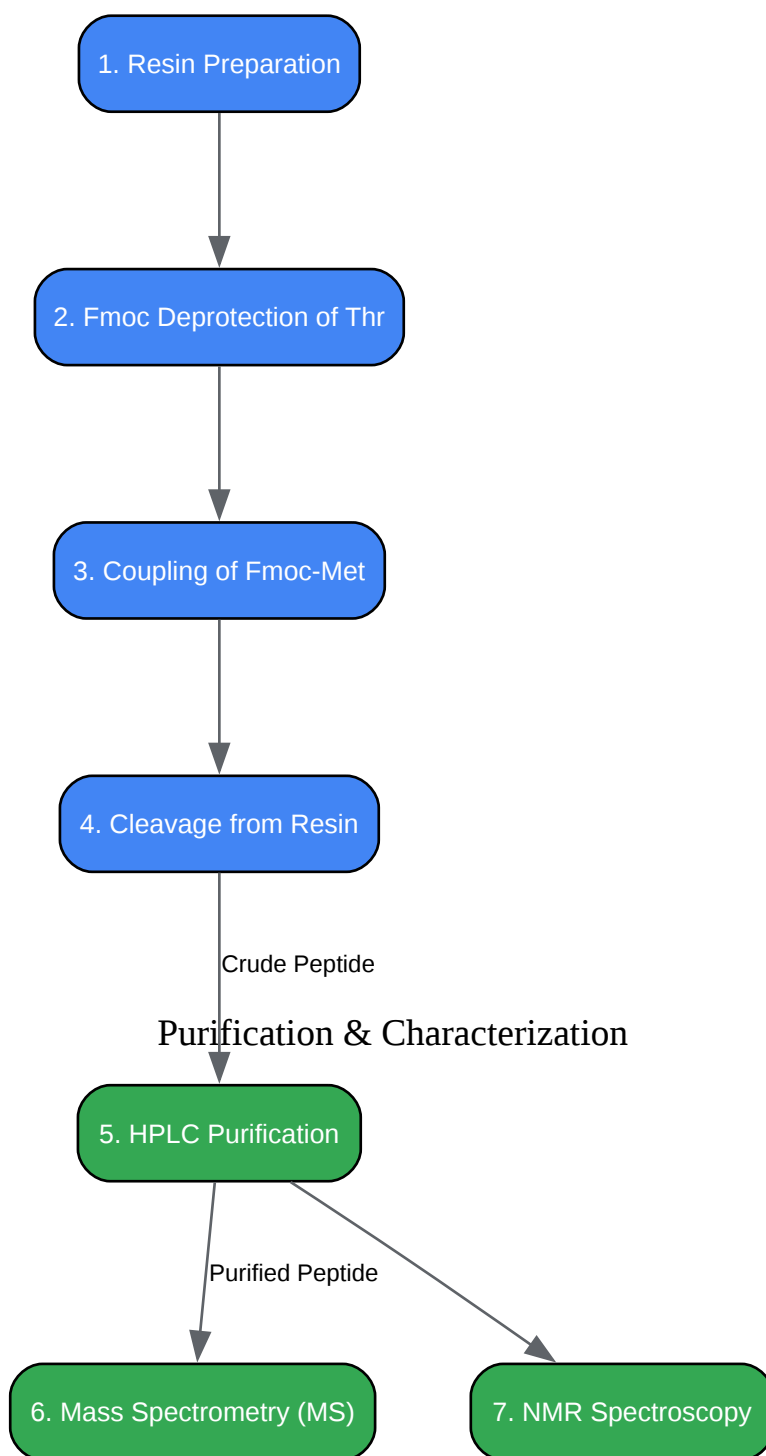 1. Resin Preparation
2. Fmoc Deprotection of Thr
3. Coupling of Fmoc-Met
4. Cleavage from Resin
Crude Peptide
Purification & Characterization
5. HPLC Purification
Purified Peptide
6. Mass Spectrometry (MS)
7. NMR Spectroscopy